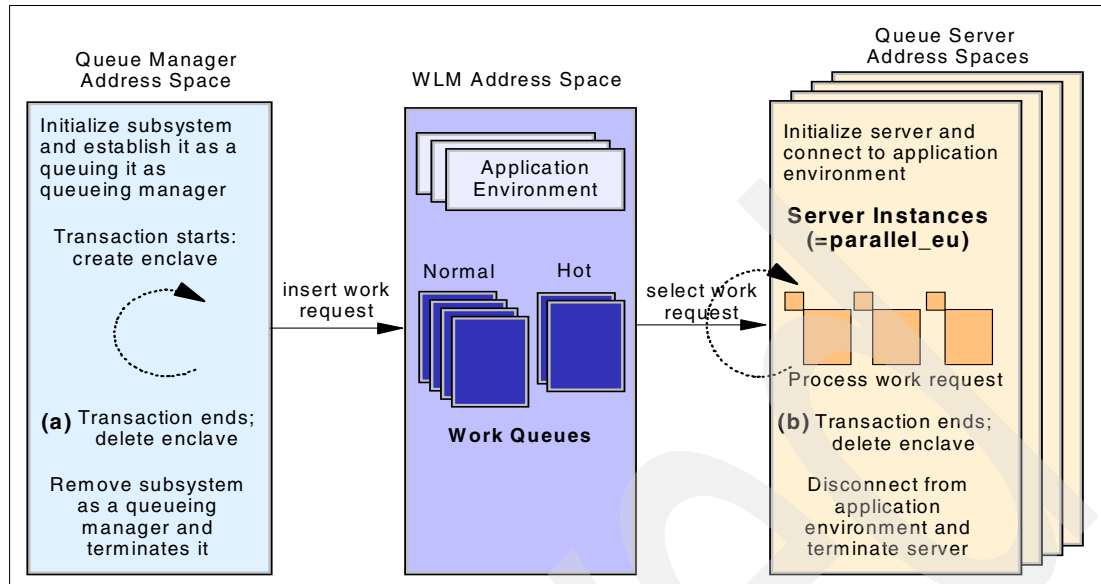 Queue Manager
Address Space
Initialize subsystem
and establish it as a
queuing it as
queueing manager
Transaction starts:
create enclave
(a) Transaction ends;
delete enclave
Remove subsystem
as a queueing
manager and
terminates it
insert work
request
WLM Address Space
Application
Environment
Normal
Hot
Work Queues
select work
request
Queue Server
Address Spaces
Initialize server and
connect to application
environment
Server Instances
(=parallel_eu)
Process work request
(b) Transaction ends;
delete enclave
Disconnect from
application
environment and
terminate server